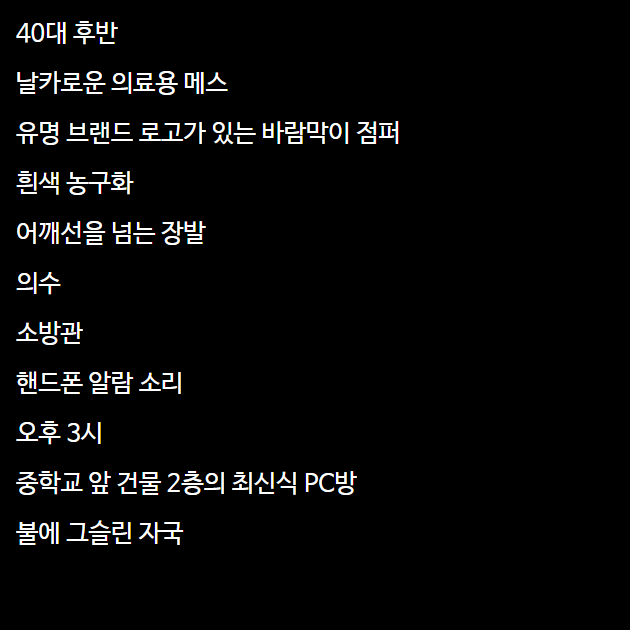 40대 후반
날카로운 의료용 메스
유명 브랜드 로고가 있는 바람막이 점퍼
흰색 농구화
어깨선을 넘는 장발
의수
소방관
핸드폰 알람 소리
오후 3시
중학교 앞 건물 2층의 최신식 PC방
불에 그슬린 자국